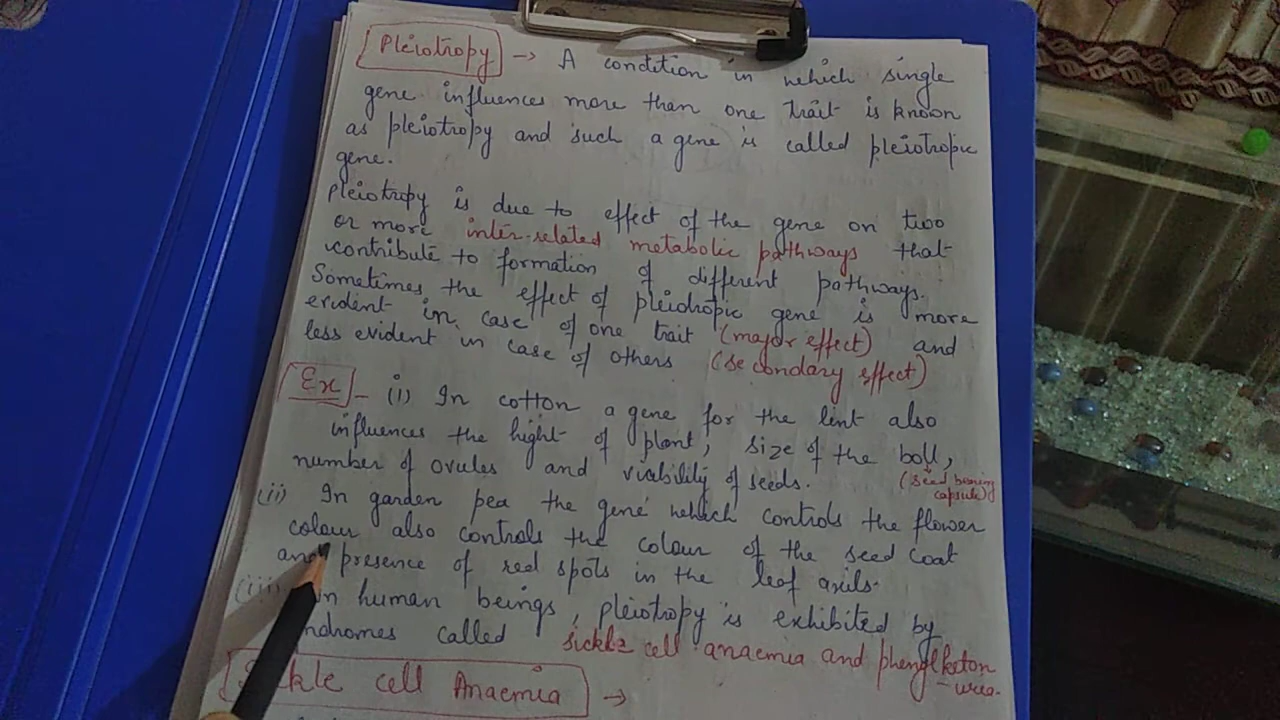 Pleiotropy → A condition in which single
gene influences more than one trait is known
as pleiotropy and such a gene is called pleiotropic
gene.
pleiotropy is due to effect of the gene on two
or more inter-related metabolic pathways that
contribute to formation of different pathways.
Sometimes the effect of pleiotropic gene is more
evident in case of one trait (major effect) and
less evident in case of others (secondary effect)
Ex - (i) In cotton a gene for the lint also
influences the hight of plant, size of the boll,
(seed bearing
capsule)
number of ovules and viability of seeds.
(ii) In garden pea the gene which controls the flower
colour also controls the colour of the seed coat
and presence of red spots in the leaf axils.
(iii) In human beings, pleiotropy is exhibited by
ndromes called sickle cell anaemia and phenylketon
-urea.
Sickle cell Anaemia →